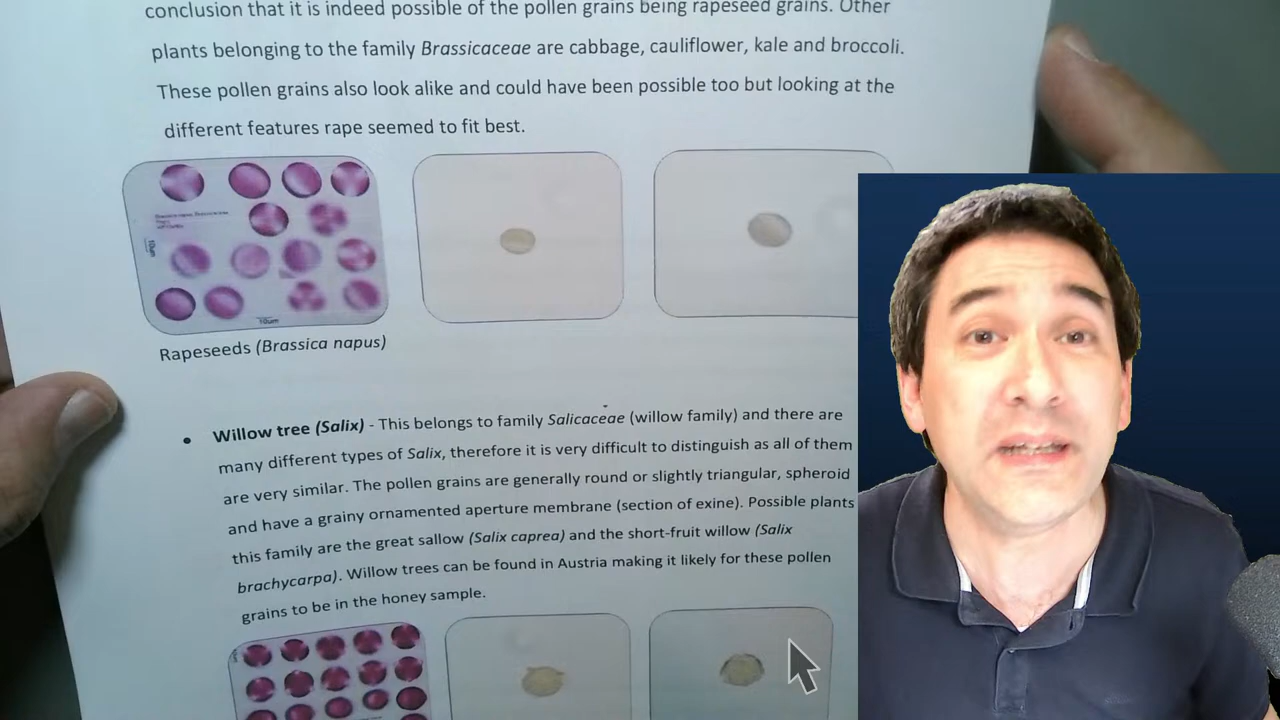 conclusion that it is indeed possible of the pollen grains being rapeseed grains. Other
plants belonging to the family Brassicaceae are cabbage, cauliflower, kale and broccoli.
These pollen grains also look alike and could have been possible too but looking at the
different features rape seemed to fit best.
10um
10um
Rapeseeds (Brassica napus)
• Willow tree (Salix) - This belongs to family Salicaceae (willow family) and there are
many different types of Salix, therefore it is very difficult to distinguish as all of them
are very similar. The pollen grains are generally round or slightly triangular, spheroid
and have a grainy ornamented aperture membrane (section of exine). Possible plants
this family are the great sallow (Salix caprea) and the short-fruit willow (Salix
brachycarpa). Willow trees can be found in Austria making it likely for these pollen
grains to be in the honey sample.